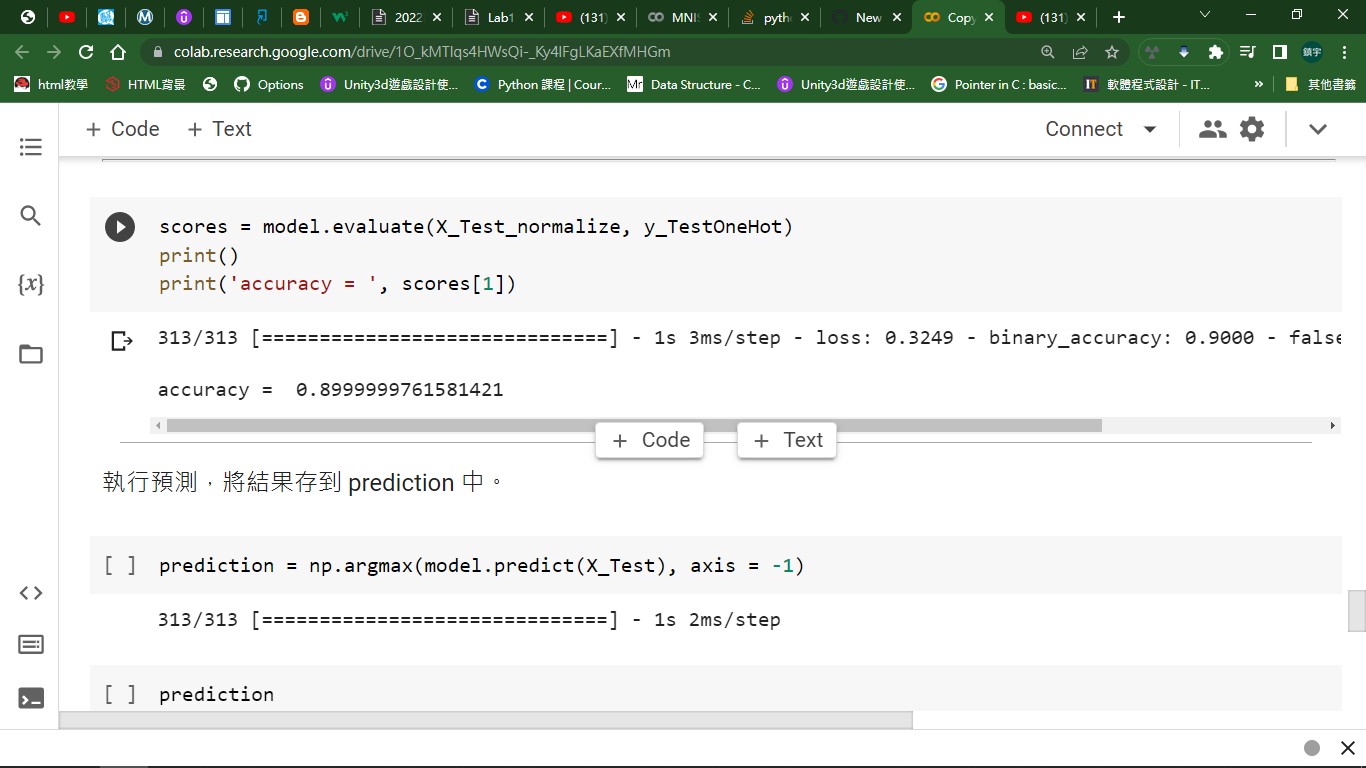 2022
Lab1
(131)
MNIS
pyth
New
Copy
(131)
colab.research.google.com/drive/1O_kMTIqs4HWsQi-_Ky4lFgLKaEXfMHGm
鎮宇
html教學
HTML背景
Options
Unity3d遊戲設計使...
Python 課程 | Cour...
Mr Data Structure - C...
Unity3d遊戲設計使...
Pointer in C : basic...
IT 軟體程式設計 - IT...
»
其他書籤
+ Code + Text
Connect
scores = model.evaluate(X_Test_normalize, y_TestOneHot)
print()
print('accuracy = ', scores[1])
{x}
313/313 [==============================] - 1s 3ms/step - loss: 0.3249 - binary_accuracy: 0.9000 - false
accuracy =  0.8999999761581421
+ Code + Text
執行預測，將結果存到 prediction 中。
[ ] prediction = np.argmax(model.predict(X_Test), axis = -1)
313/313 [==============================] - 1s 2ms/step
[ ] prediction